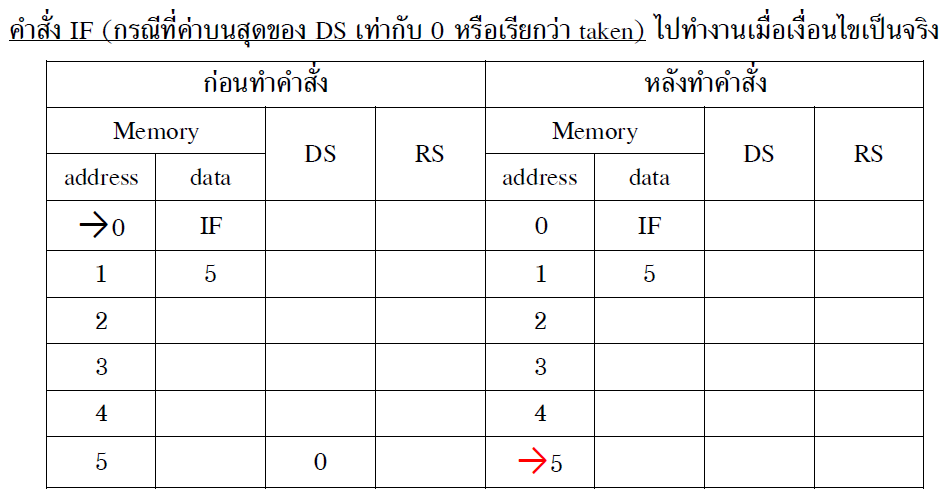 คำสั่ง IF (กรณีที่ค่าบนสุดของ DS เท่ากับ 0 หรือเรียกว่า taken) ไปทำงานเมื่อเงื่อนไขเป็นจริง
ก่อนทำคำสั่ง หลังทำคำสั่ง
Memory DS RS Memory DS RS
address data address data
→0 IF 0 IF
1 5 1 5
2 2
3 3
4 4
5 0 →5